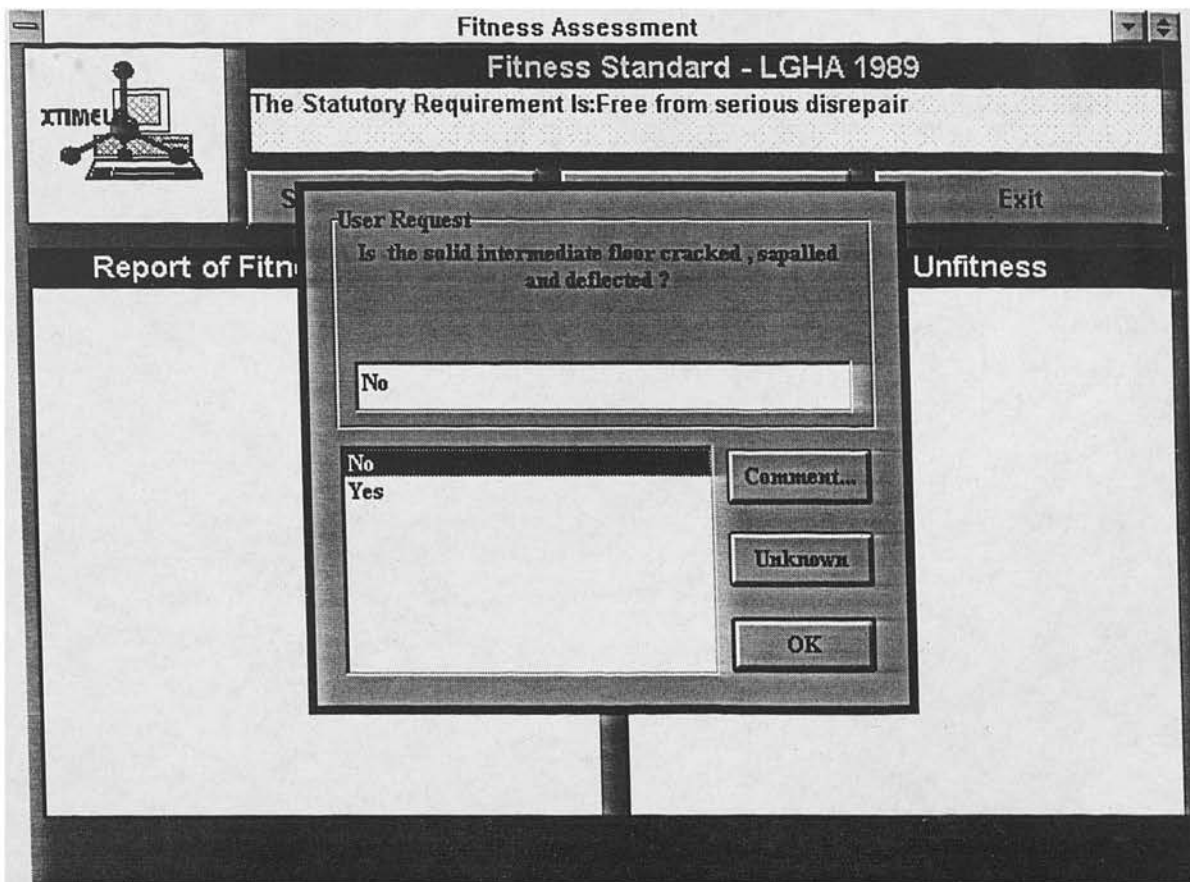 Fitness Assessment
Fitness Standard - LGHA 1989
The Statutory Requirement Is:Free from serious disrepair
XTIMEL
S
Exit
Report of Fitn
Unfitness
User Request
Is the solid intermediate floor cracked , sapalled
and deflected ?
No
No
Yes
Comment...
Unknown
OK